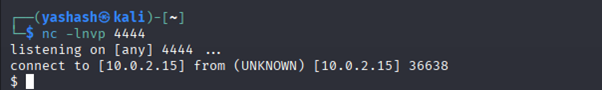 ┌──(yashash㉿kali)-[~]
└─$ nc -lnvp 4444
listening on [any] 4444 ...
connect to [10.0.2.15] from (UNKNOWN) [10.0.2.15] 36638
$